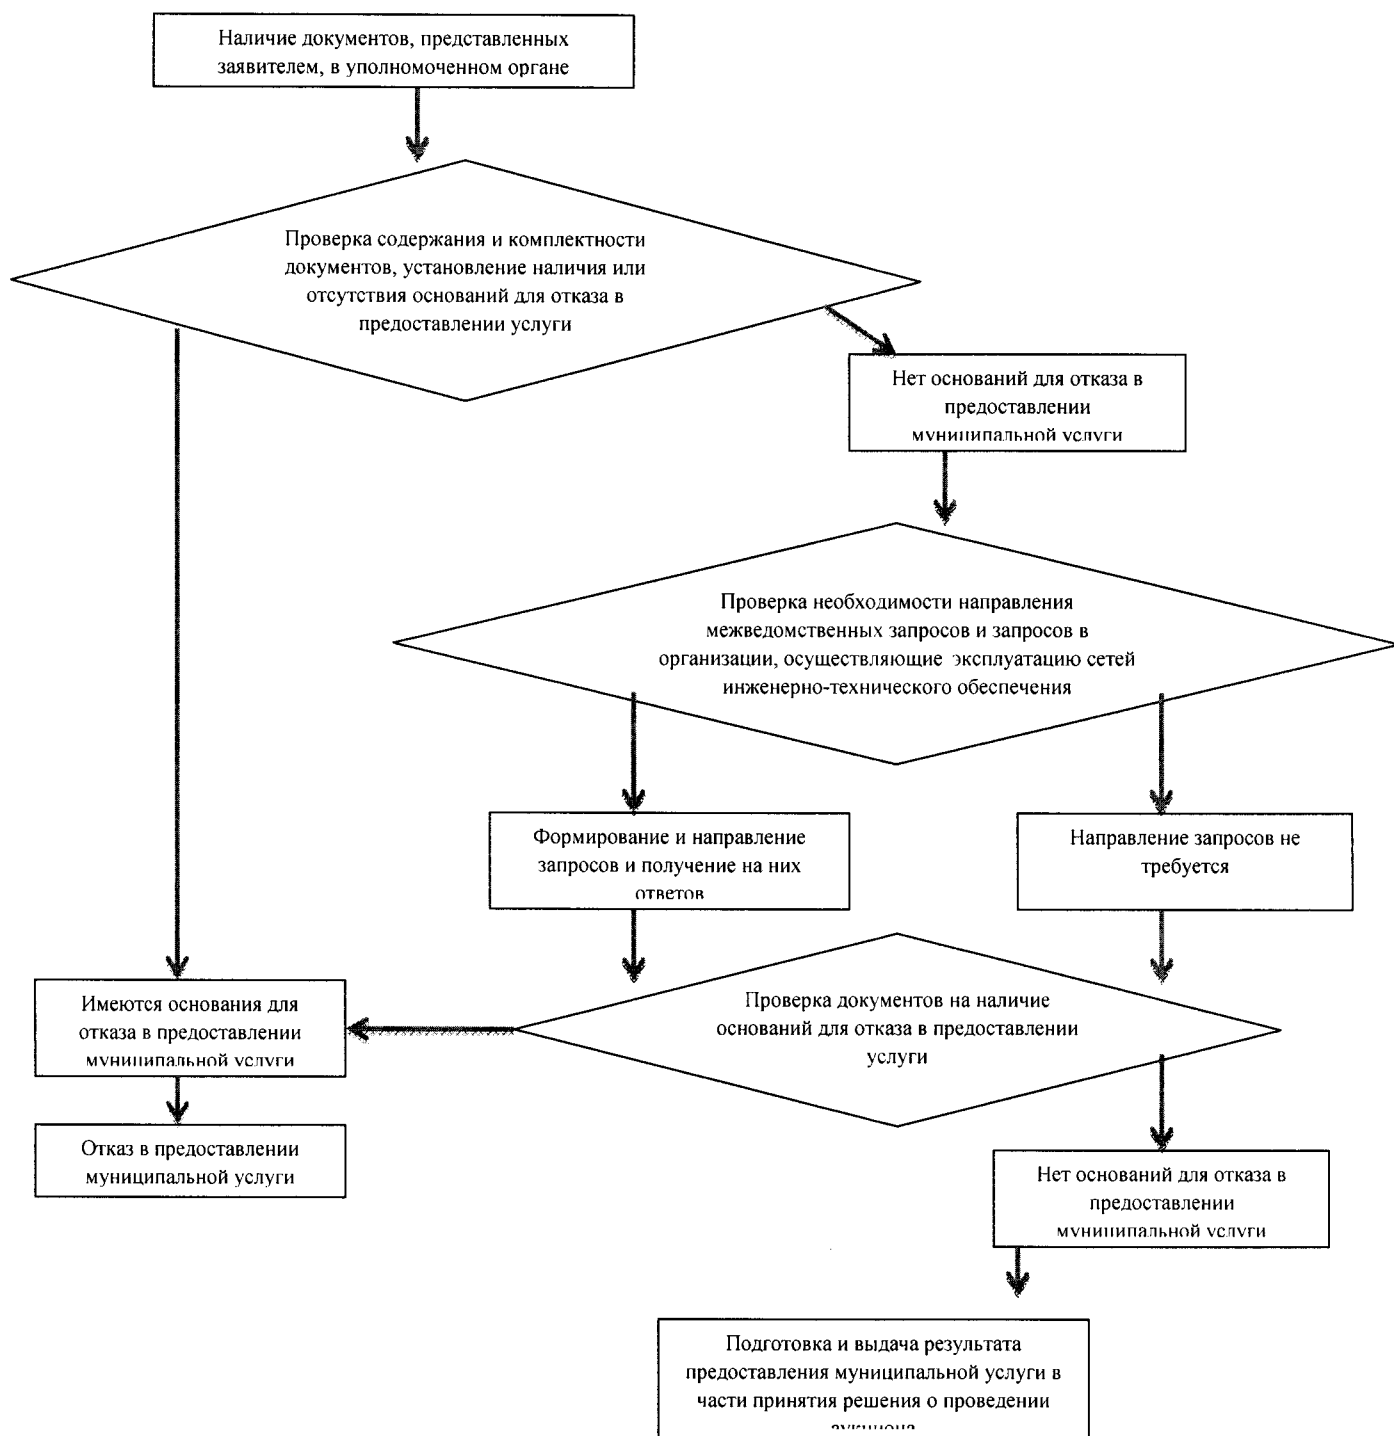 Наличие документов, представленных
заявителем, в уполномоченном органе
Проверка содержания и комплектности
документов, установление наличия или
отсутствия оснований для отказа в
предоставлении услуги
Нет оснований для отказа в
предоставлении
муниципальной услуги
Проверка необходимости направления
межведомственных запросов и запросов в
организации, осуществляющие эксплуатацию сетей
инженерно-технического обеспечения
Формирование и направление
запросов и получение на них
ответов
Направление запросов не
требуется
Имеются основания для
отказа в предоставлении
муниципальной услуги
Проверка документов на наличие
оснований для отказа в предоставлении
услуги
Отказ в предоставлении
муниципальной услуги
Нет оснований для отказа в
предоставлении
муниципальной услуги
Подготовка и выдача результата
предоставления муниципальной услуги в
части принятия решения о проведении
аукциона